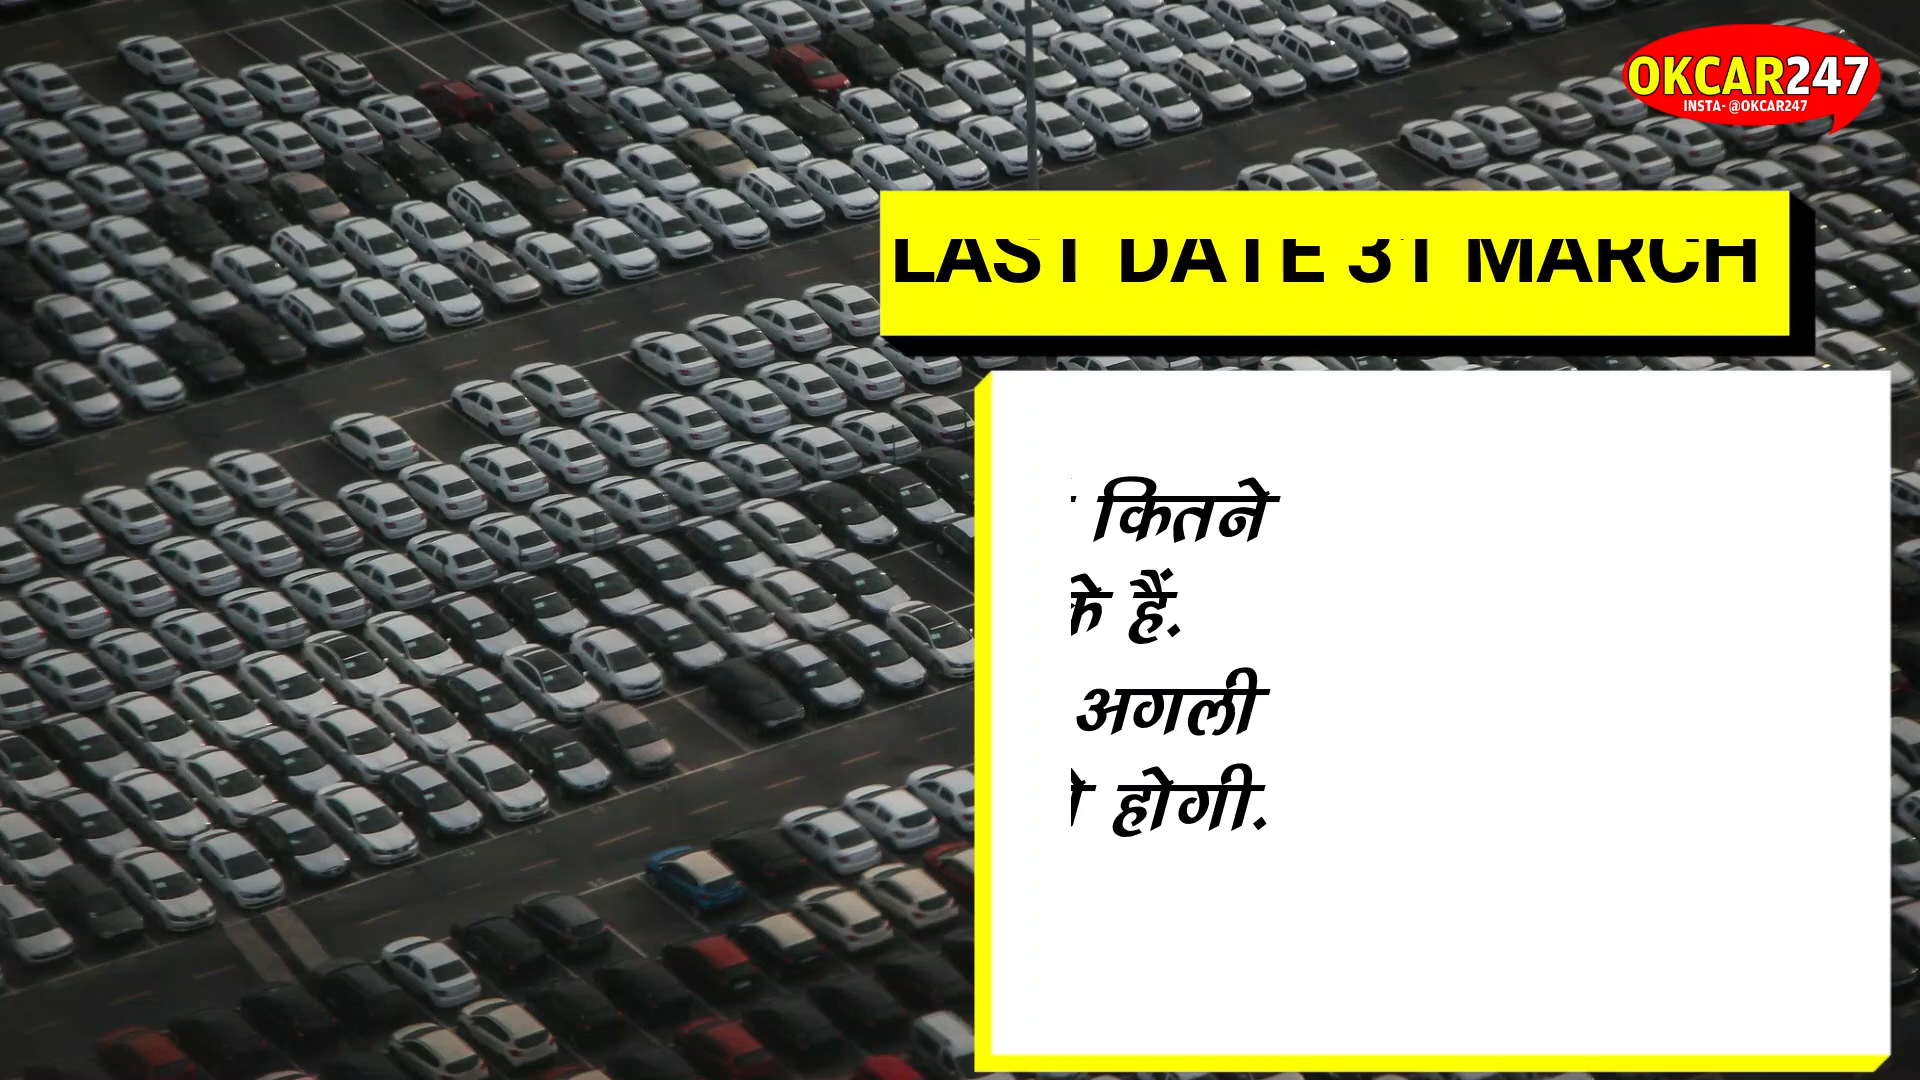 OKCAR247
INSTA- @OKCAR247
LAST DATE 31 MARCH
कितने
हैं.
अगली
होगी.